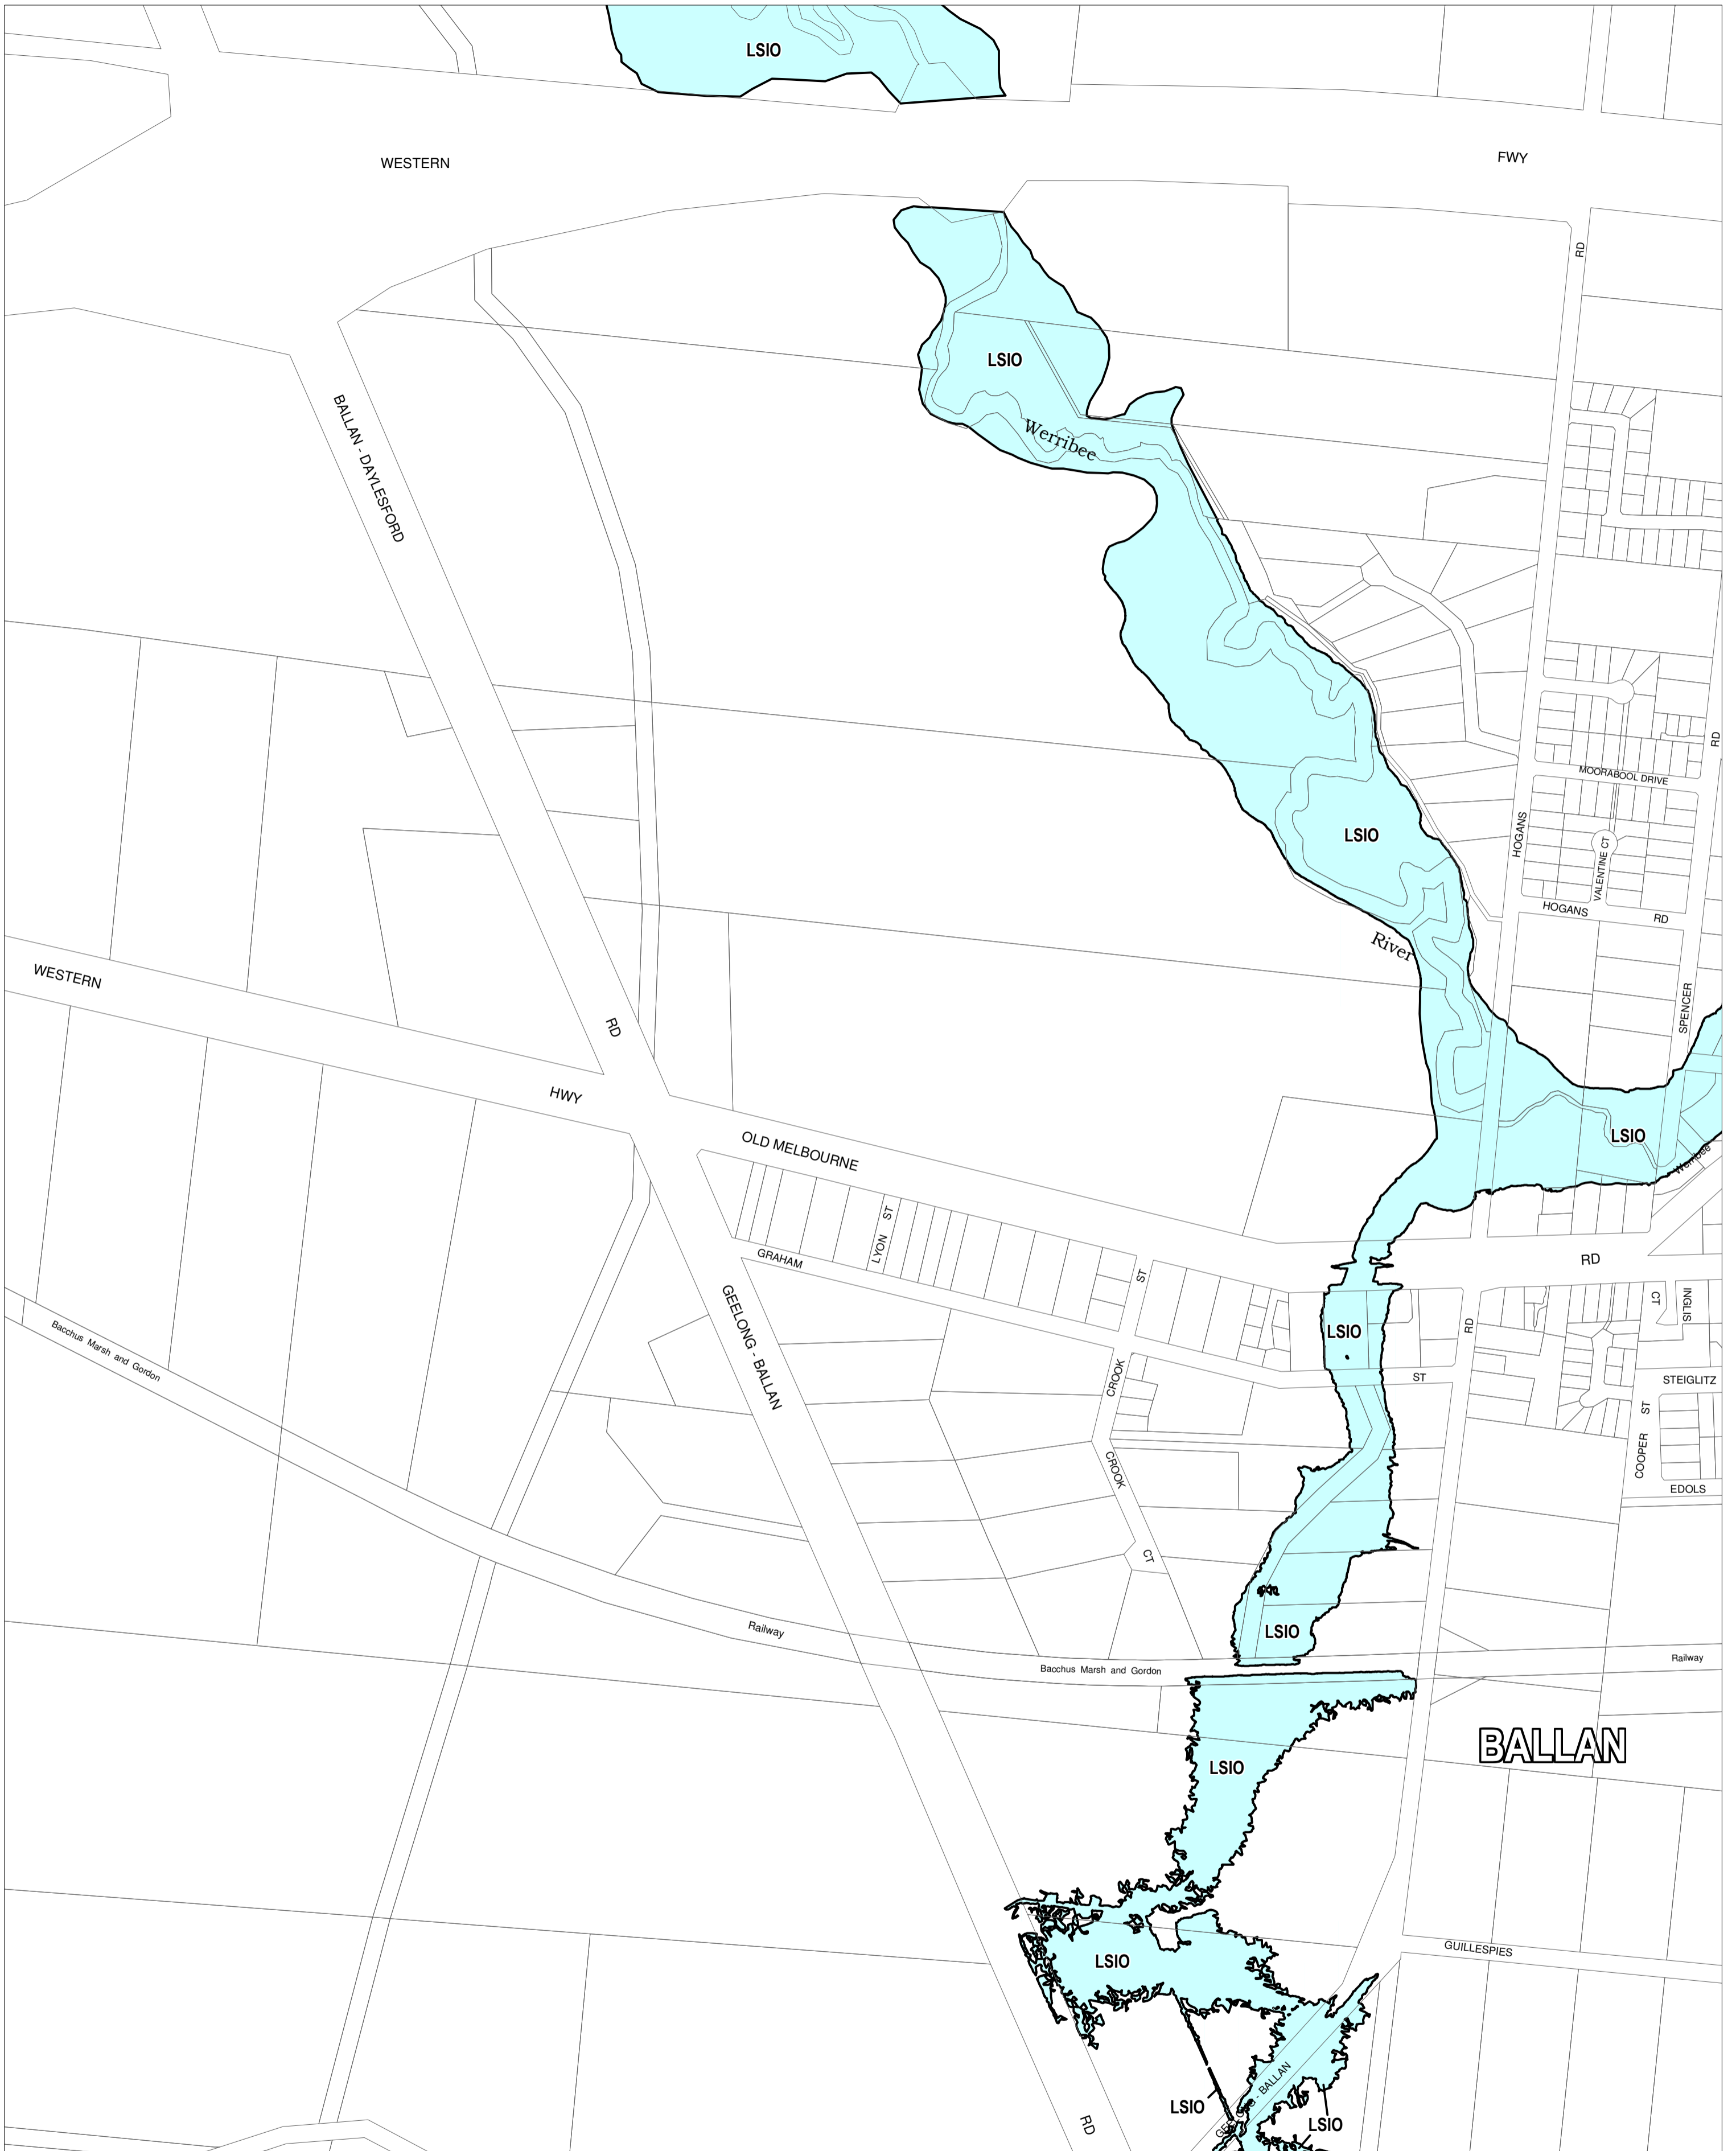 LSIO
WESTERN
FWY
RD
LSIO
BALLAN - DAYLESFORD
Werribee
RD
MOORABOOL DRIVE
HOGANS
LSIO
VALENTINE CT
HOGANS
RD
River
WESTERN
SPENCER
RD
HWY
OLD MELBOURNE
LSIO
Werribee
LYON
ST
GRAHAM
RD
ST
GEELONG - BALLAN
CT
INGLIS
RD
LSIO
Bacchus Marsh and Gordon
CROOK
ST
STEIGLITZ
COOPER
ST
CROOK
EDOLS
CT
Railway
LSIO
Bacchus Marsh and Gordon
Railway
BALLAN
LSIO
GUILLESPIES
LSIO
GEELONG - BALLAN
LSIO
LSIO
RD